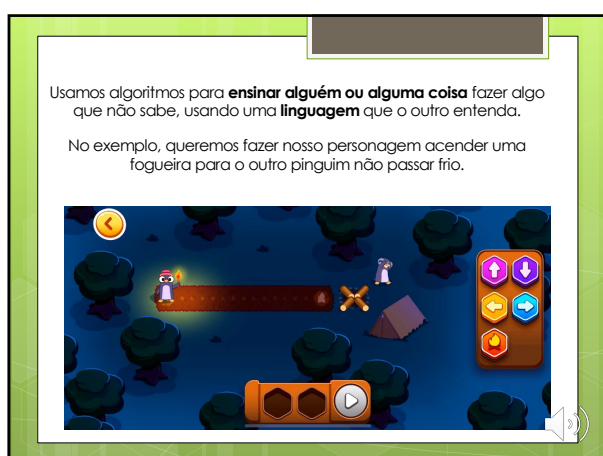 Usamos algoritmos para ensinar alguém ou alguma coisa fazer algo
que não sabe, usando uma linguagem que o outro entenda.
No exemplo, queremos fazer nosso personagem acender uma
fogueira para o outro pinguim não passar frio.